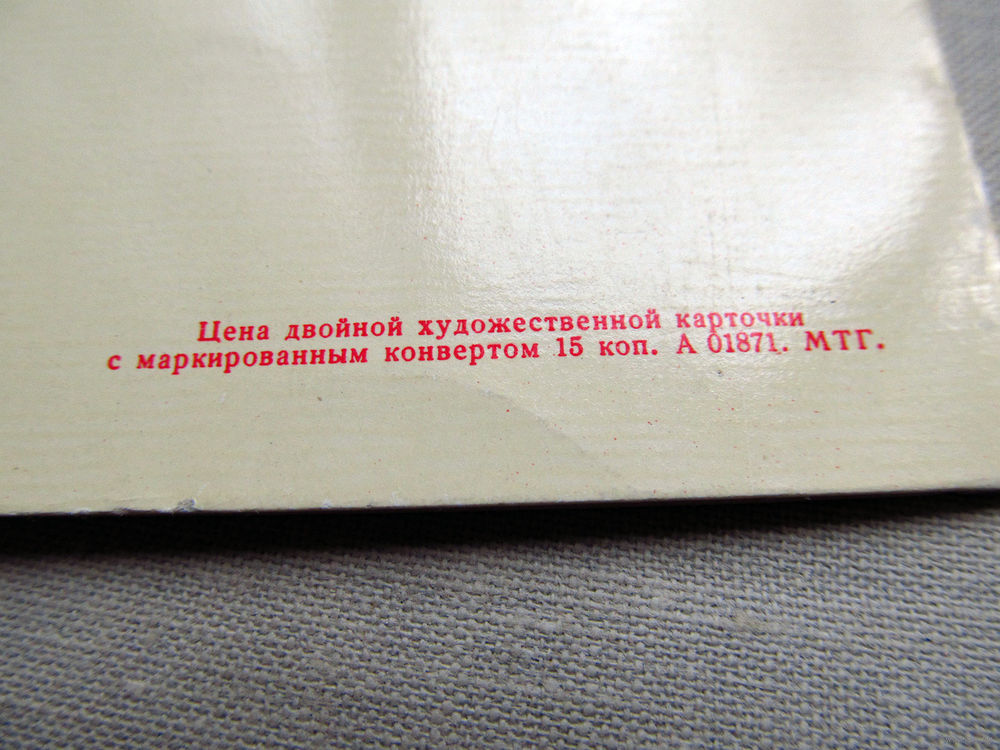 Цена двойной художественной карточки
с маркированным конвертом 15 коп. А 01871. МТГ.